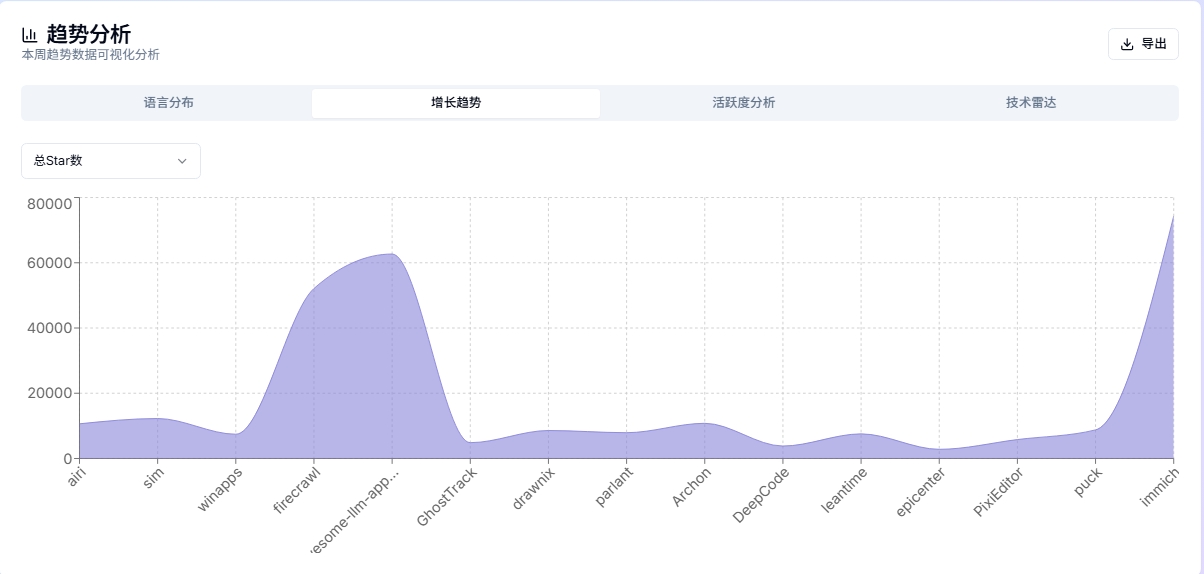 趋势分析
本周趋势数据可视化分析
导出
语言分布
增长趋势
活跃度分析
技术雷达
总Star数
80000
60000
40000
20000
0
airi
sim
winapps
firecrawl
esome-llm-app...
GhostTrack
drawnix
parlant
Archon
DeepCode
leantime
epicenter
PixiEditor
puck
immich